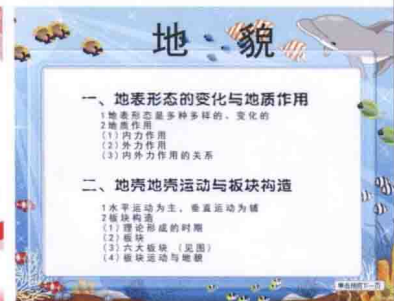 地 貌
一、地表形态的变化与地质作用
1地表形态是多种多样的、变化的
2地质作用
(1)内力作用
(2)外力作用
(3)内外力作用的关系
二、地壳地壳运动与板块构造
1水平运动为主、垂直运动为辅
2板块构造
(1)理论形成的时期
(2)板块
(3)六大板块 (见图)
(4)板块运动与地貌